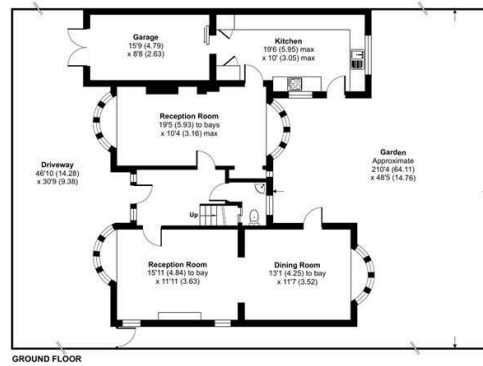 Garage
15'9 (4.79)
x 8'8 (2.63)
Kitchen
19'6 (5.95) max
x 10' (3.05) max
Reception Room
19'5 (5.93) to bays
x 10'4 (3.16) max
Driveway
46'10 (14.28)
x 30'9 (9.38)
Garden
Approximate
210'4 (64.11)
x 48'5 (14.76)
Up
Reception Room
15'11 (4.84) to bay
x 11'11 (3.63)
Dining Room
13'1 (4.25) to bay
x 11'7 (3.52)
GROUND FLOOR